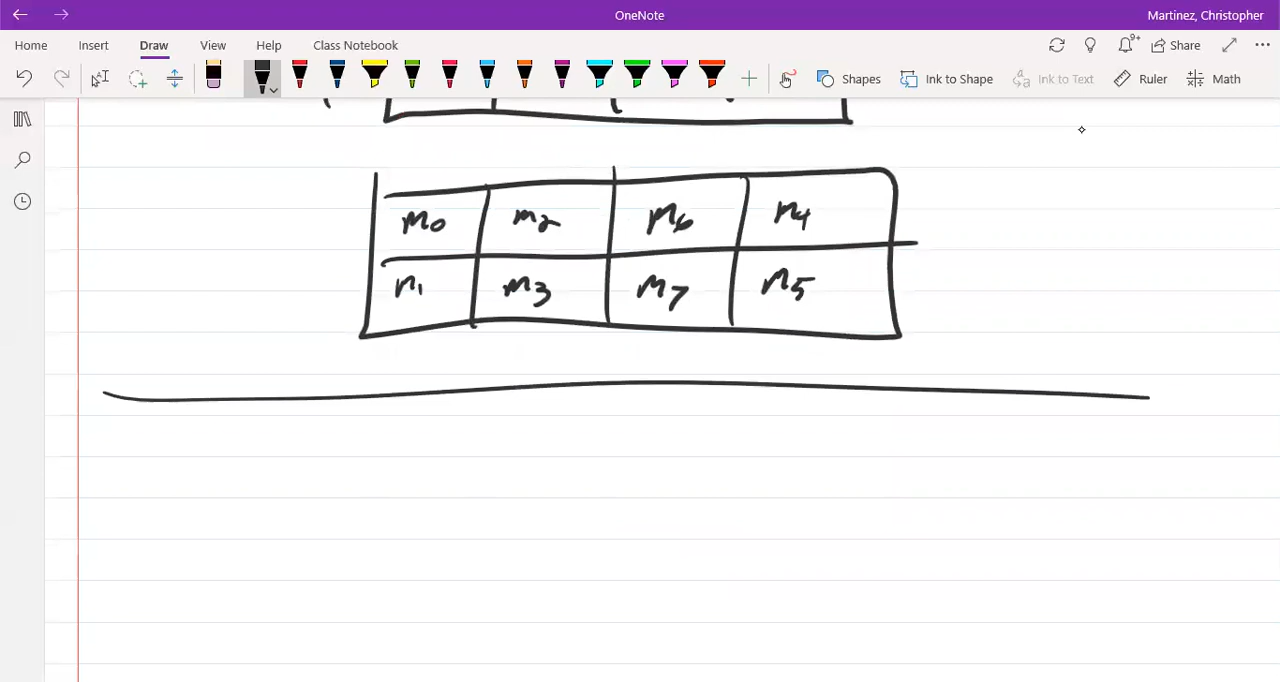 OneNote
Martinez, Christopher
Home Insert Draw View Help Class Notebook
Share
Shapes Ink to Shape Ink to Text Ruler Math
m0 m2 m6 m4
m1 m3 m7 m5